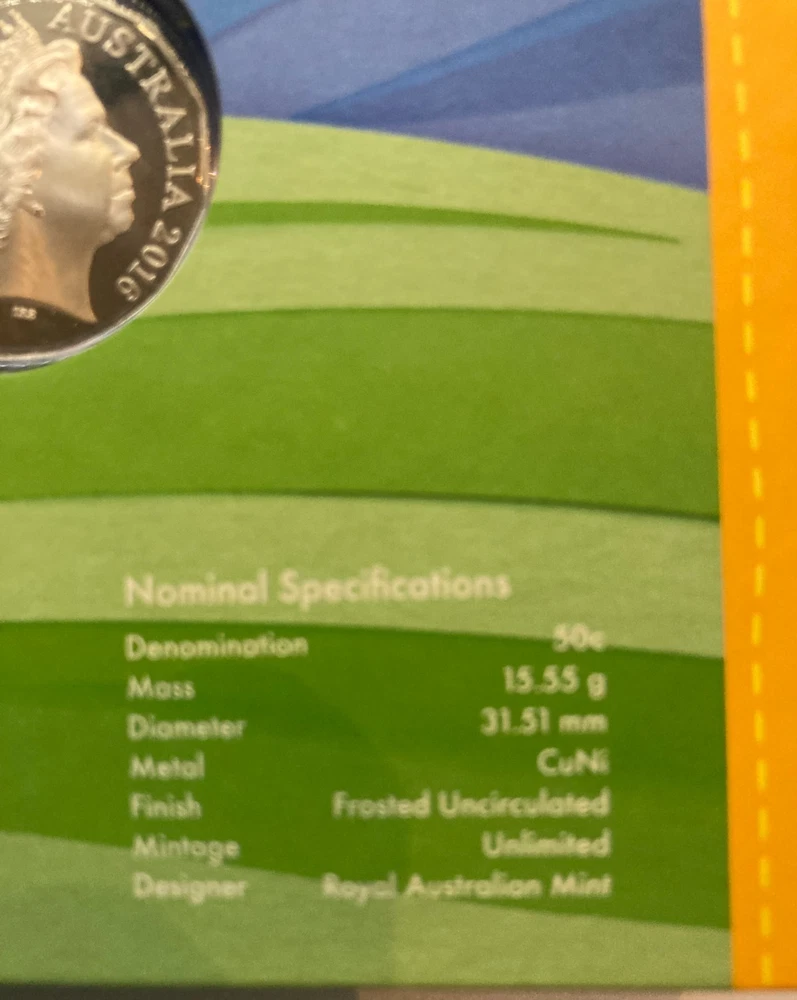 AUSTRALIA 2016
Nominal Specifications
Denomination 50c
Mass 15.55 g
Diameter 31.51 mm
Metal CuNi
Finish Frosted Uncirculated
Mintage Unlimited
Designer Royal Australian Mint